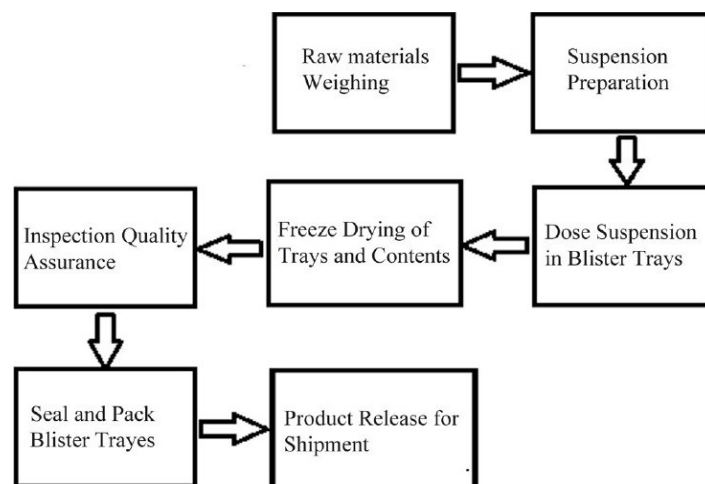 Raw materials
Weighing
Suspension
Preparation
Dose Suspension
in Blister Trays
Freeze Drying of
Trays and Contents
Inspection Quality
Assurance
Seal and Pack
Blister Trayes
Product Release for
Shipment